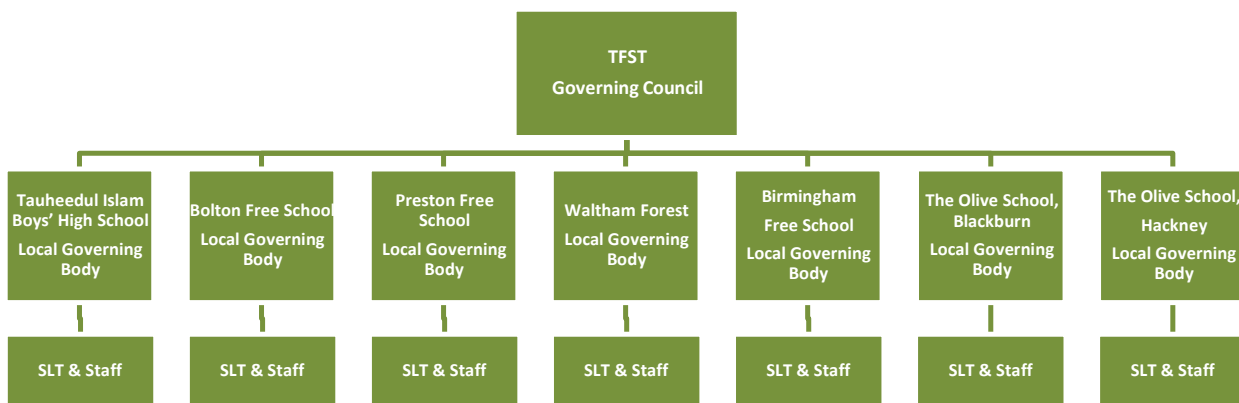 TFST
Governing Council
Tauheedul Islam
Boys’ High School
Local Governing
Body
Bolton Free School
Local Governing
Body
Preston Free
School
Local Governing
Body
Waltham Forest
Local Governing
Body
Birmingham
Free School
Local Governing
Body
The Olive School,
Blackburn
Local Governing
Body
The Olive School,
Hackney
Local Governing
Body
SLT & Staff
SLT & Staff
SLT & Staff
SLT & Staff
SLT & Staff
SLT & Staff
SLT & Staff